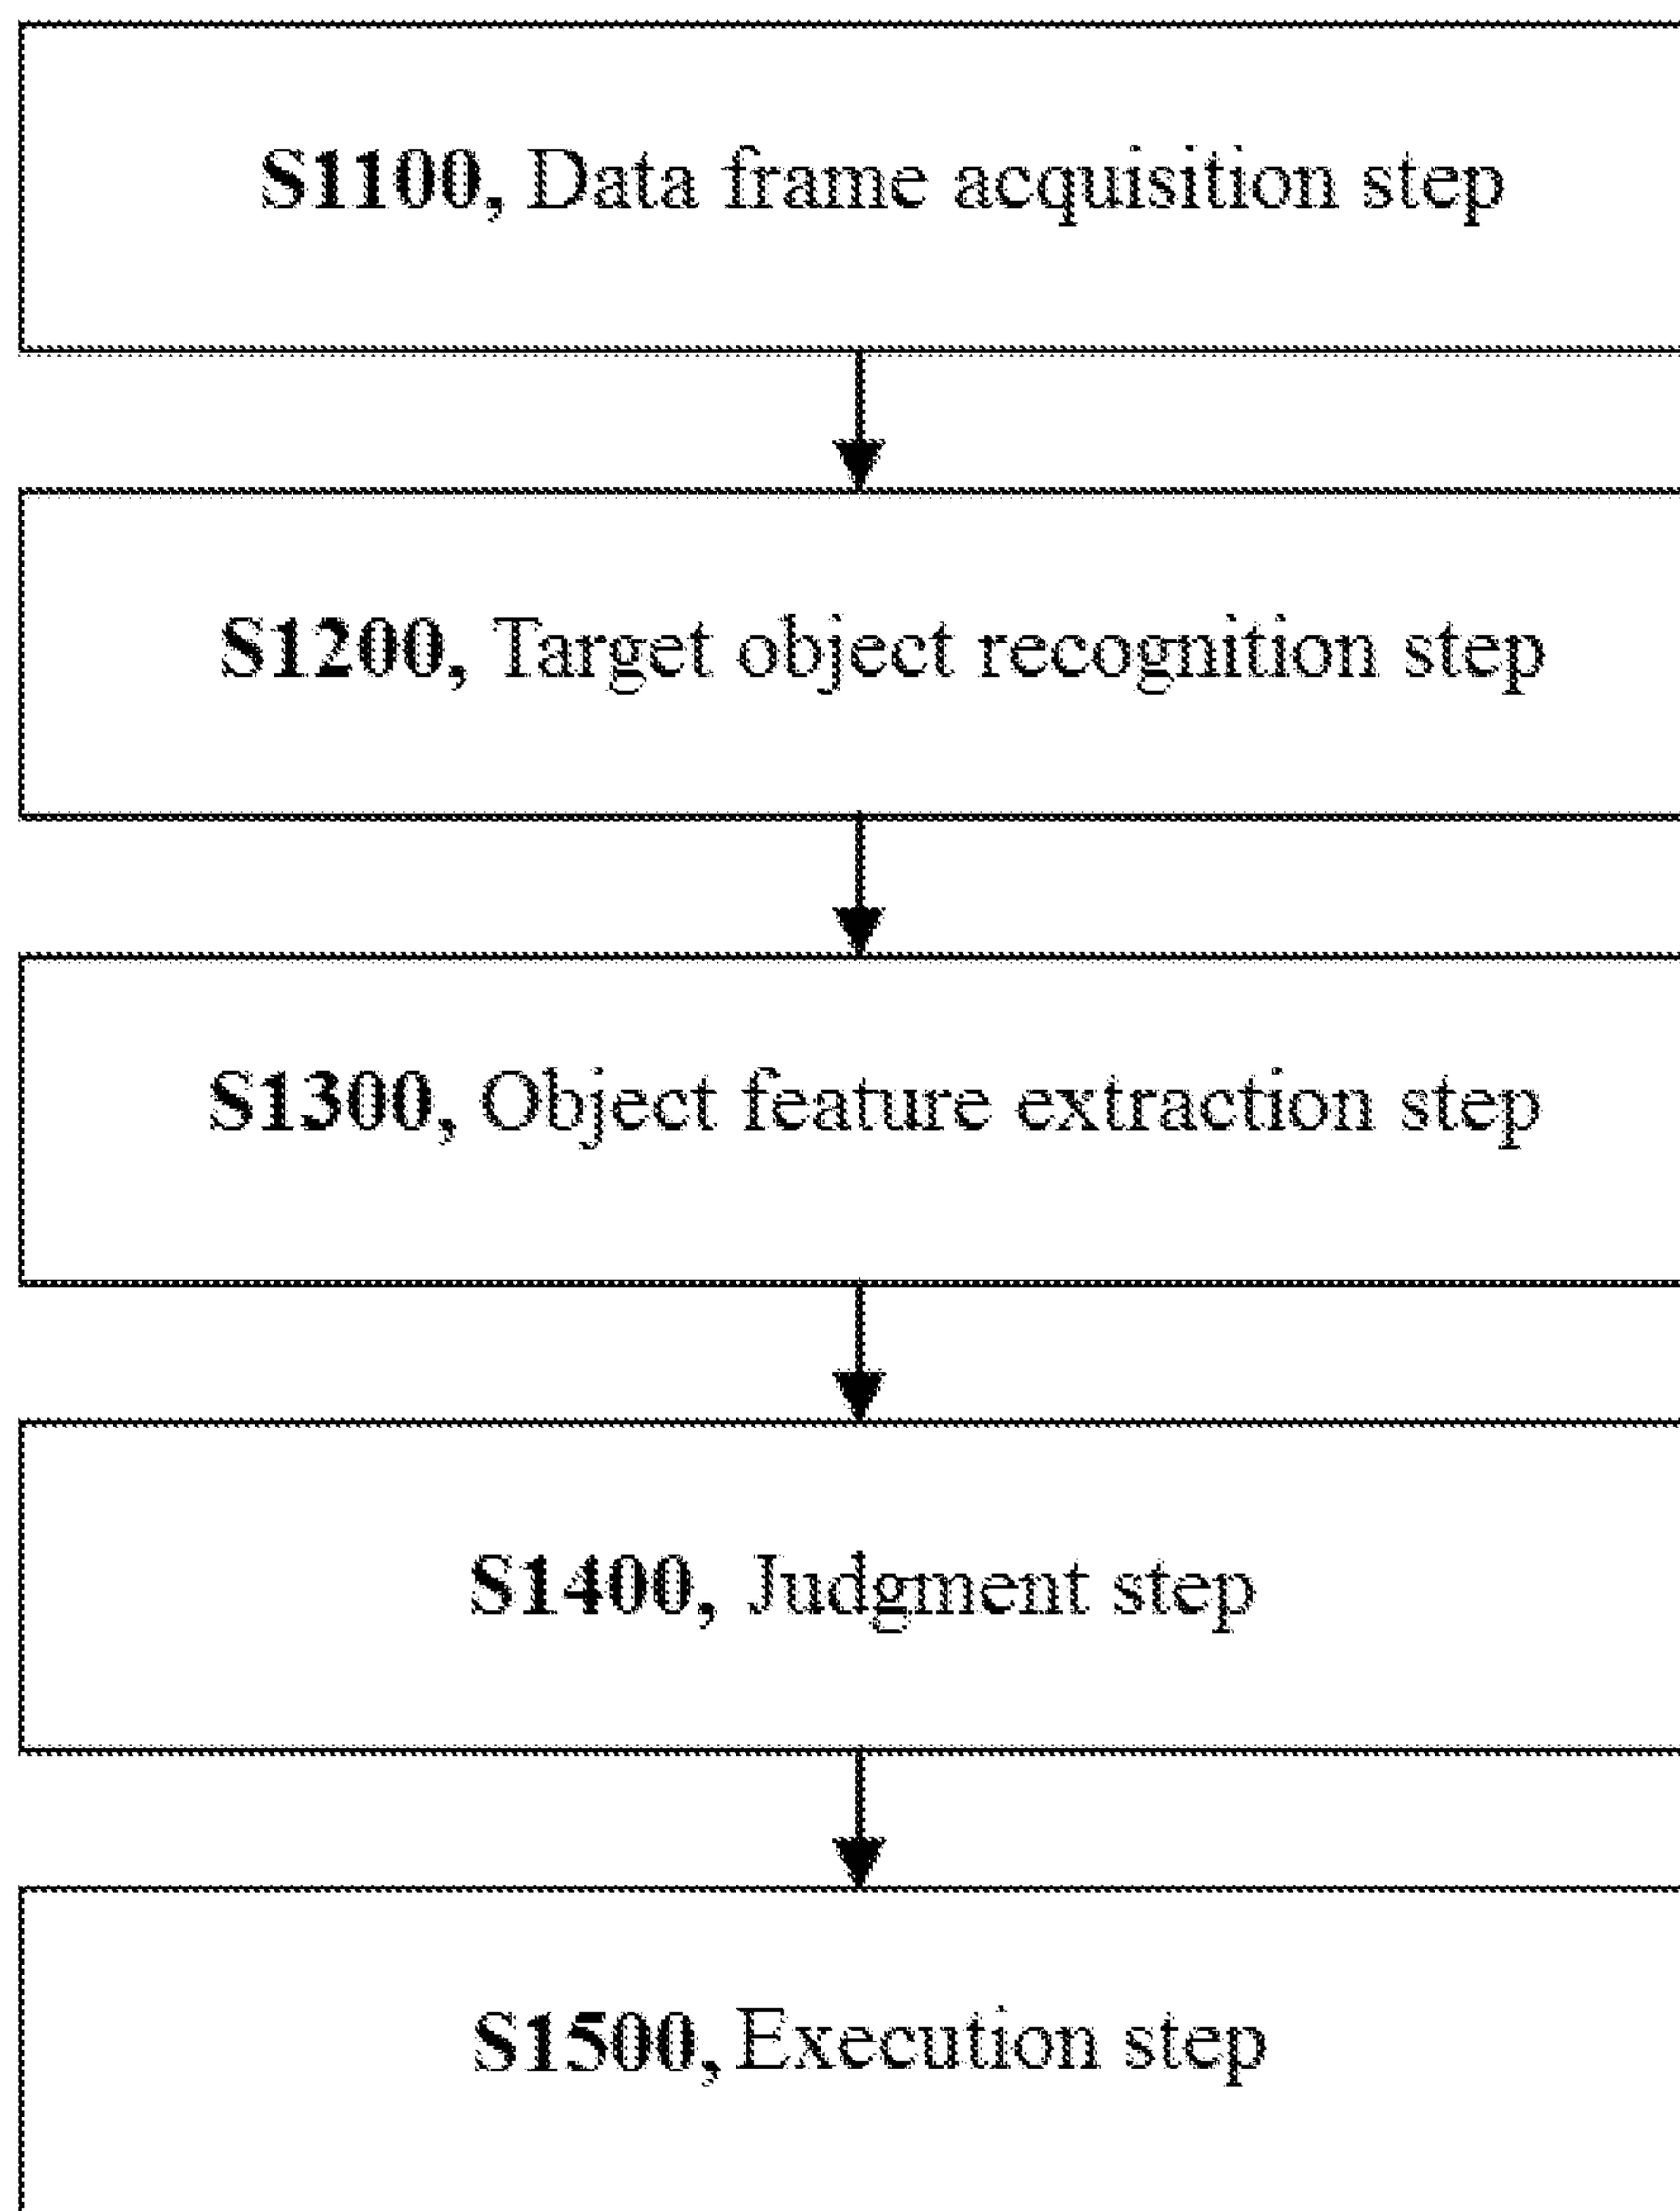 S1100, Data frame acquisition step
S1200, Target object recognition step
S1300, Object feature extraction step
S1400, Judgment step
S1500, Execution step